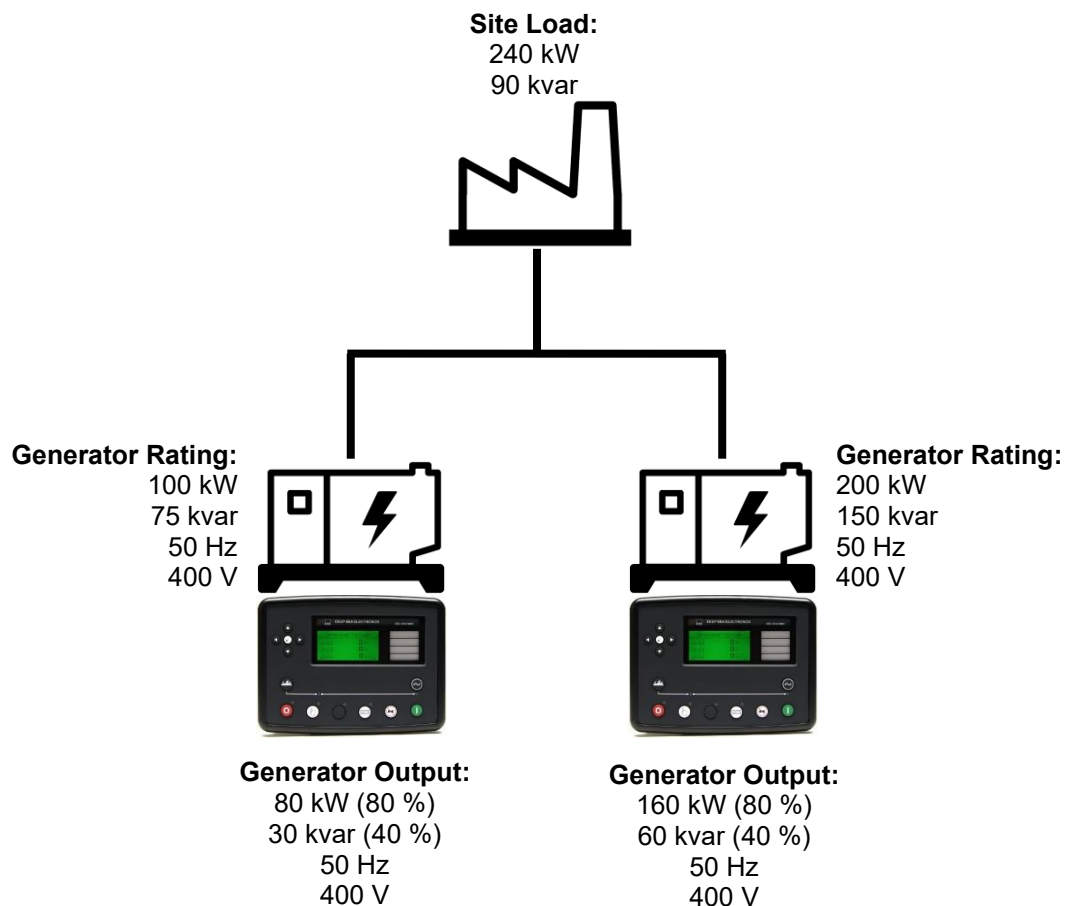 Site Load:
240 kW
90 kvar
Generator Rating:
100 kW
75 kvar
50 Hz
400 V
Generator Rating:
200 kW
150 kvar
50 Hz
400 V
Generator Output:
80 kW (80 %)
30 kvar (40 %)
50 Hz
400 V
Generator Output:
160 kW (80 %)
60 kvar (40 %)
50 Hz
400 V